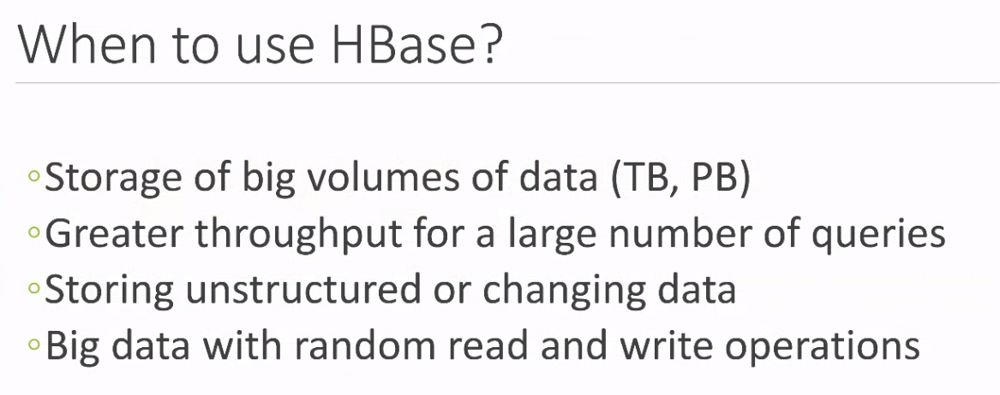 When to use HBase?
◦Storage of big volumes of data (TB, PB)
◦Greater throughput for a large number of queries
◦Storing unstructured or changing data
◦Big data with random read and write operations